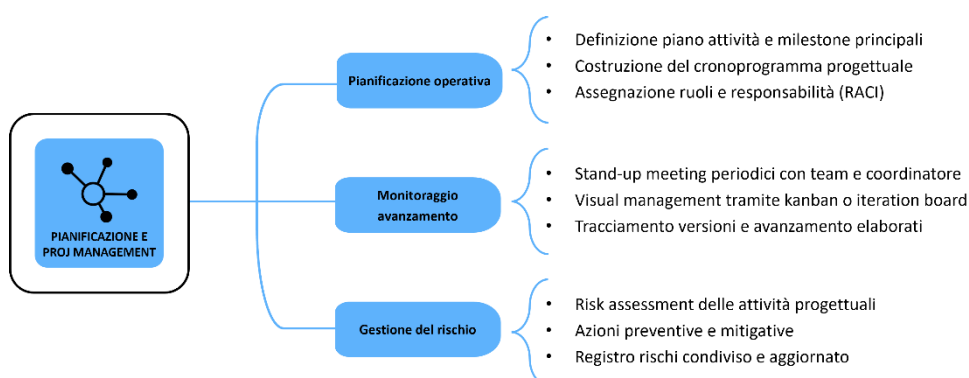 PIANIFICAZIONE E
PROJ MANAGEMENT
Pianificazione operativa
• Definizione piano attività e milestone principali
• Costruzione del cronoprogramma progettuale
• Assegnazione ruoli e responsabilità (RACI)
Monitoraggio
avanzamento
• Stand-up meeting periodici con team e coordinatore
• Visual management tramite kanban o iteration board
• Tracciamento versioni e avanzamento elaborati
Gestione del rischio
• Risk assessment delle attività progettuali
• Azioni preventive e mitigative
• Registro rischi condiviso e aggiornato